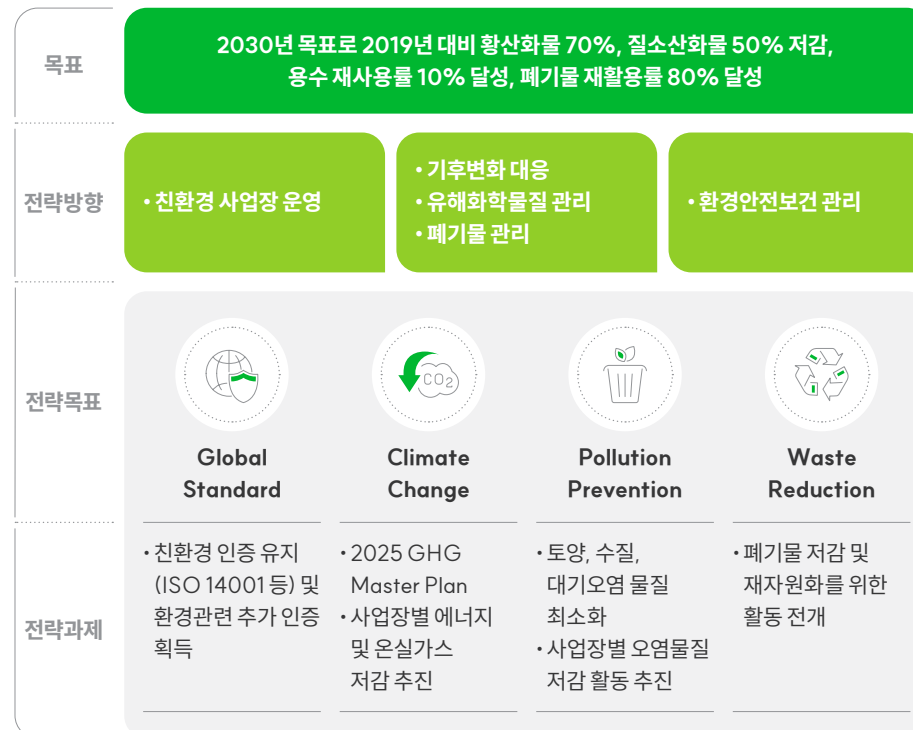 목표
2030년 목표로 2019년 대비 황산화물 70%, 질소산화물 50% 저감,
용수 재사용률 10% 달성, 폐기물 재활용률 80% 달성
전략방향
• 친환경 사업장 운영
• 기후변화 대응
• 유해화학물질 관리
• 폐기물 관리
• 환경안전보건 관리
전략목표
CO2
Global
Standard
Climate
Change
Pollution
Prevention
Waste
Reduction
전략과제
• 친환경 인증 유지
(ISO 14001 등) 및
환경관련 추가 인증
획득
• 2025 GHG
Master Plan
• 사업장별 에너지
및 온실가스
저감 추진
• 토양, 수질,
대기오염 물질
최소화
• 사업장별 오염물질
저감 활동 추진
• 폐기물 저감 및
재자원화를 위한
활동 전개